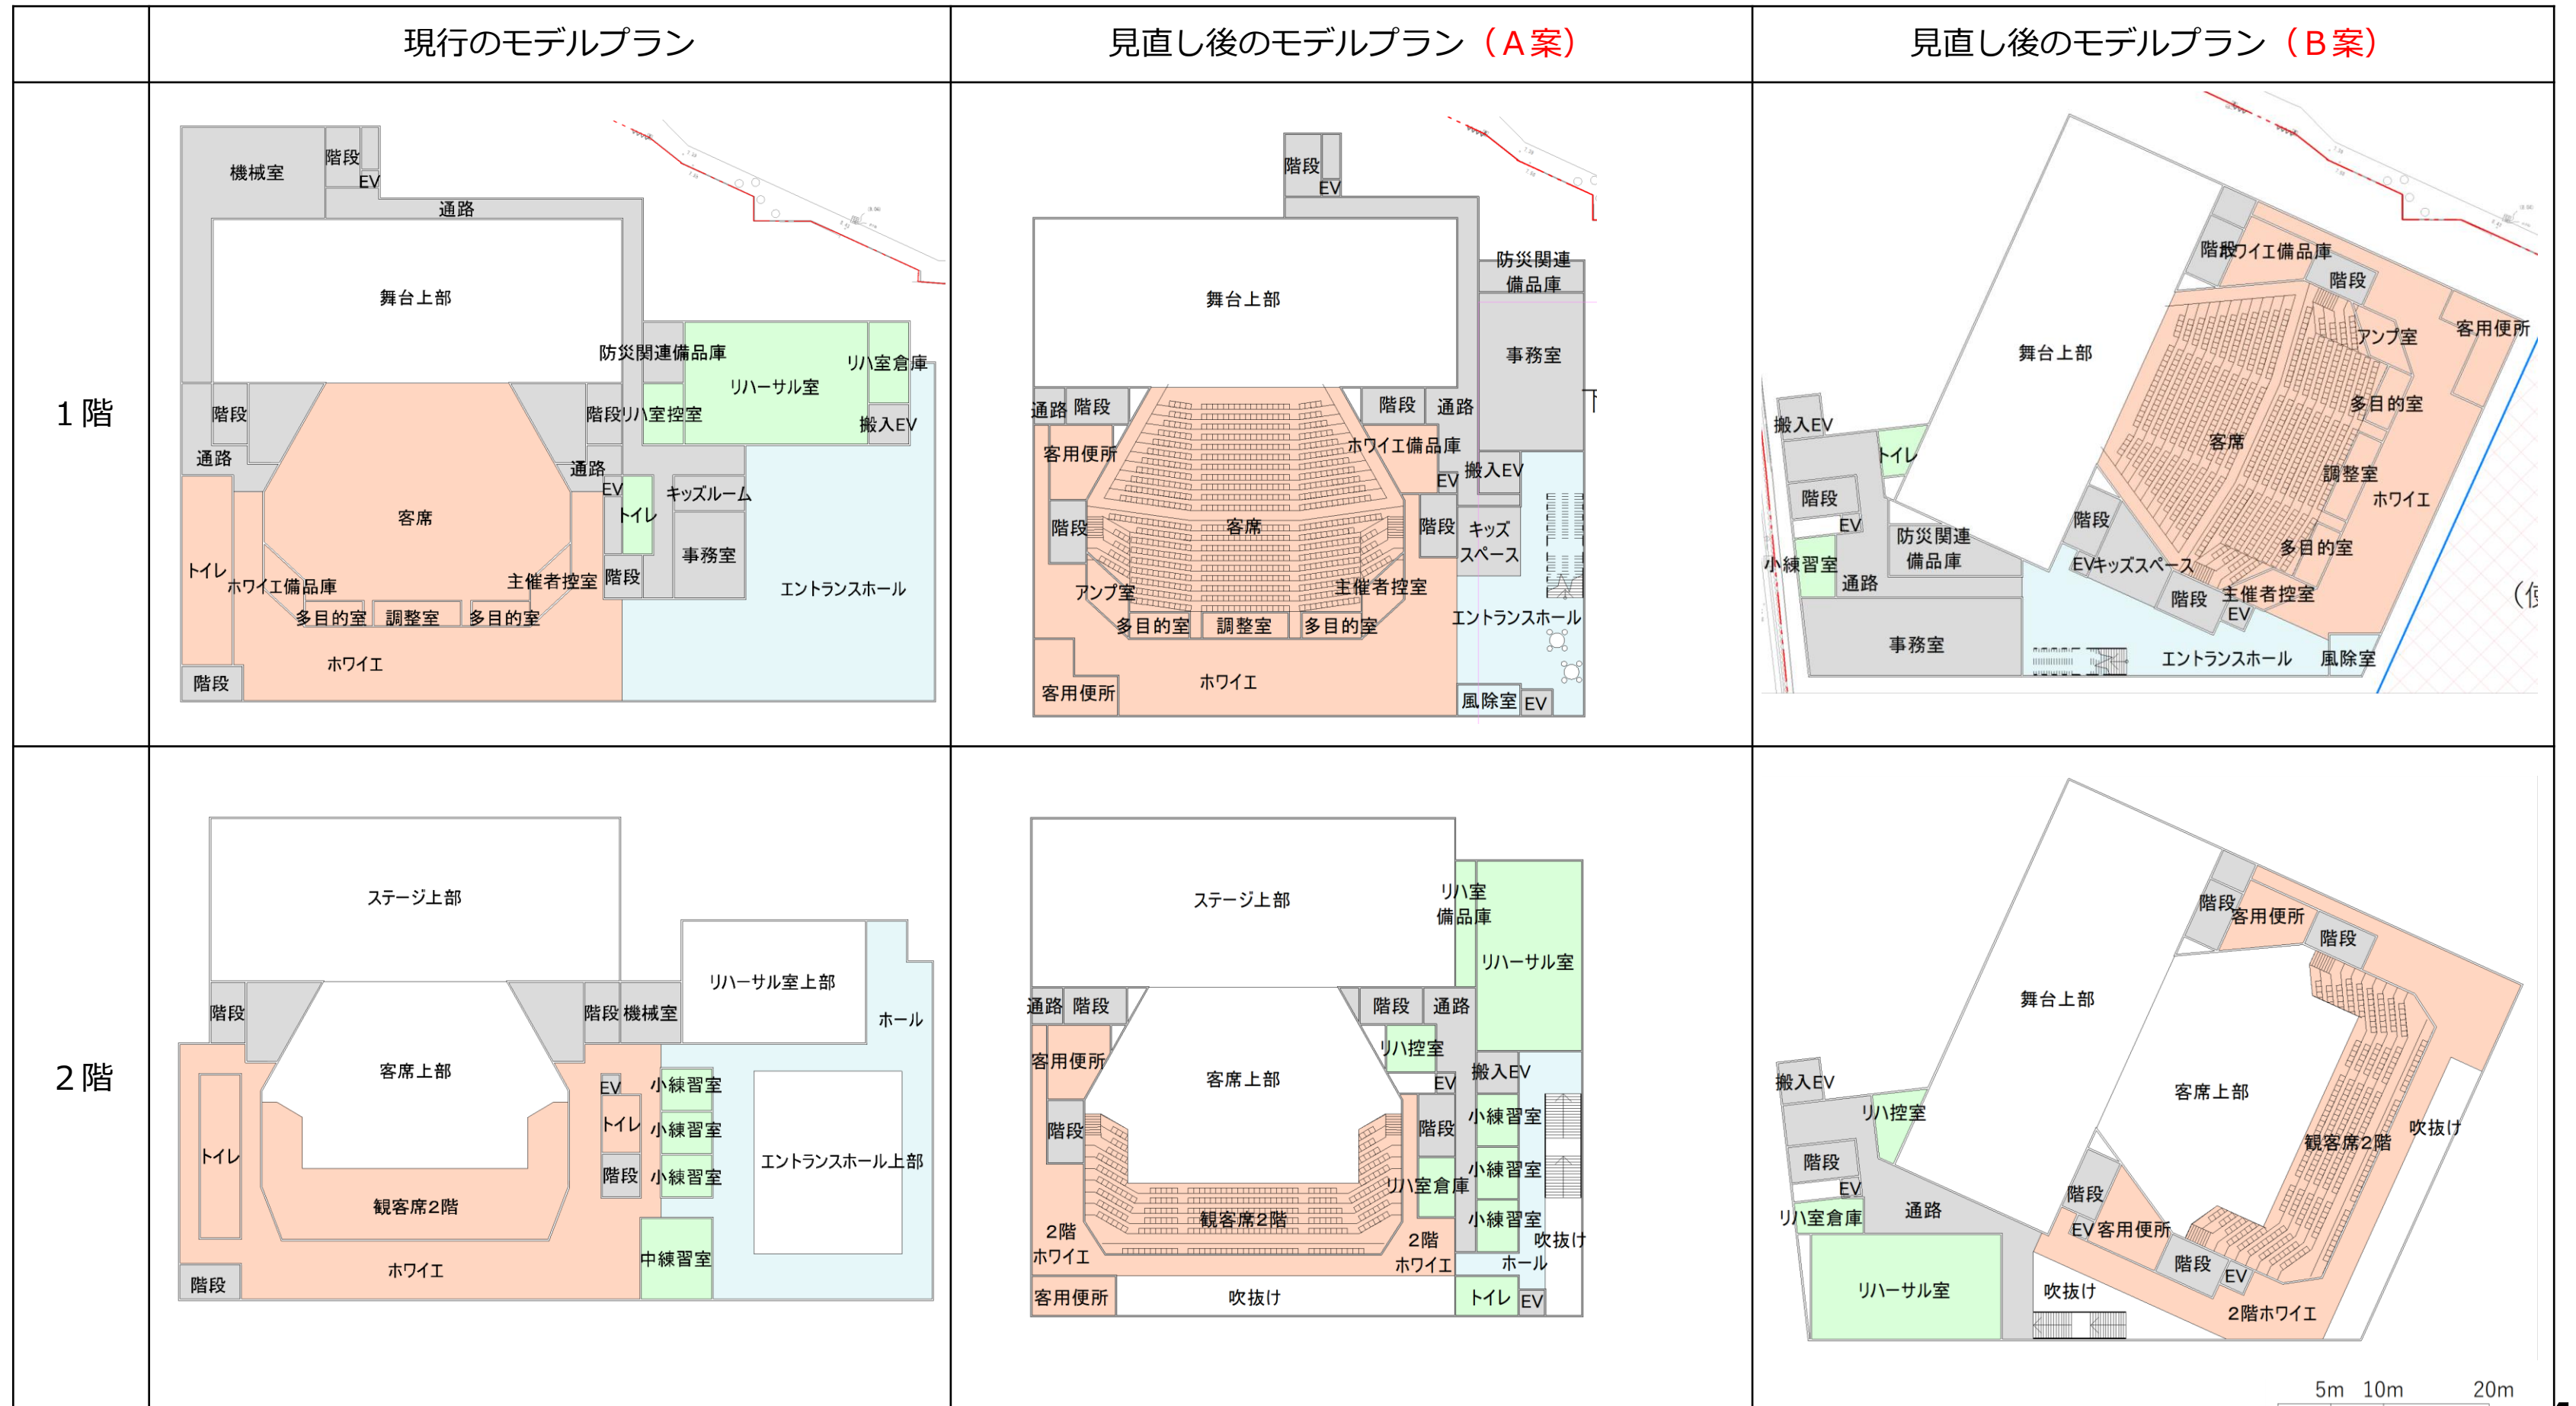 現行のモデルプラン
見直し後のモデルプラン（Ａ案）
見直し後のモデルプラン（Ｂ案）
１階
機械室
階段
EV
通路
舞台上部
防災関連備品庫
リハーサル室
リハ室倉庫
階段
階段
リハ室控室
搬入EV
通路
通路
EV
キッズルーム
客席
トイレ
事務室
トイレ
ホワイエ備品庫
主催者控室
階段
エントランスホール
多目的室
調整室
多目的室
ホワイエ
階段
階段
EV
防災関連
備品庫
舞台上部
事務室
通路
階段
階段
通路
客用便所
ホワイエ備品庫
搬入EV
EV
階段
客席
階段
キッズ
スペース
アンプ室
主催者控室
エントランスホール
多目的室
調整室
多目的室
ホワイエ
客用便所
風除室
EV
階段
ホワイエ備品庫
階段
アンプ室
客用便所
舞台上部
多目的室
搬入EV
トイレ
客席
調整室
ホワイエ
階段
EV
階段
防災関連
備品庫
多目的室
小練習室
通路
EV
キッズスペース
階段
主催者控室
EV
（使
事務室
エントランスホール
風除室
２階
ステージ上部
リハーサル室上部
階段
階段
機械室
ホール
客席上部
EV
小練習室
トイレ
トイレ
小練習室
エントランスホール上部
階段
小練習室
観客席2階
中練習室
ホワイエ
階段
ステージ上部
リハ室
備品庫
リハーサル室
通路
階段
階段
通路
客用便所
リハ控室
客席上部
EV
搬入EV
階段
階段
小練習室
小練習室
リハ室倉庫
観客席2階
小練習室
2階
ホワイエ
2階
ホワイエ
吹抜け
ホール
客用便所
吹抜け
トイレ
EV
階段
客用便所
階段
舞台上部
搬入EV
リハ控室
客席上部
吹抜け
観客席2階
階段
EV
階段
リハ室倉庫
通路
EV
客用便所
階段
EV
リハーサル室
吹抜け
2階ホワイエ
5m
10m
20m